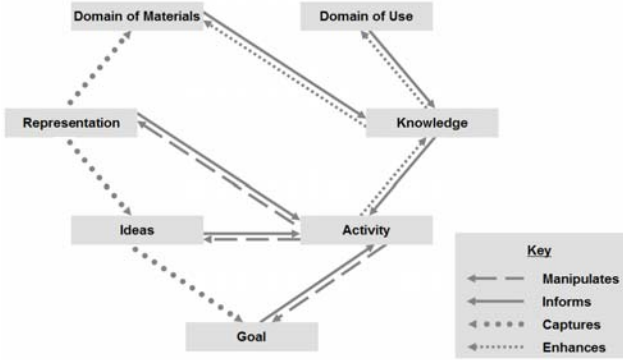 Domain of Materials
Domain of Use
Representation
Knowledge
Ideas
Activity
Goal
Key
Manipulates
Informs
Captures
Enhances